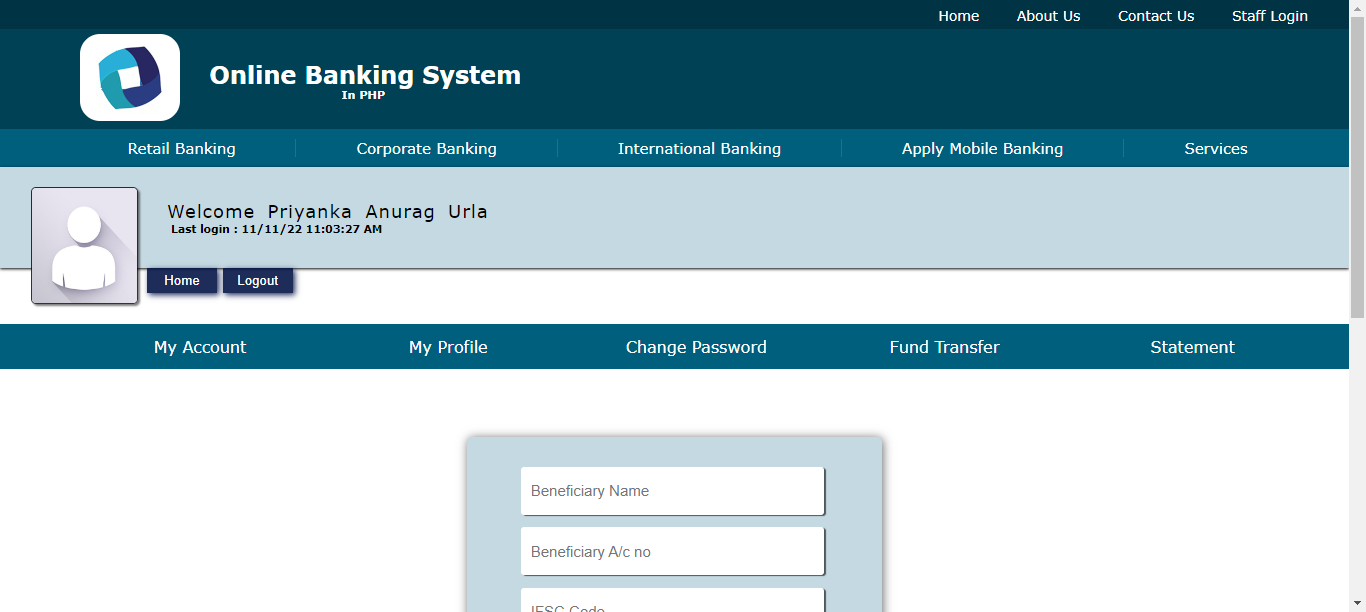 Home About Us Contact Us Staff Login
Online Banking System
In PHP
Retail Banking Corporate Banking International Banking Apply Mobile Banking Services
Welcome Priyanka Anurag Urla
Last login : 11/11/22 11:03:27 AM
Home Logout
My Account My Profile Change Password Fund Transfer Statement
Beneficiary Name
Beneficiary A/c no
IFSC Code